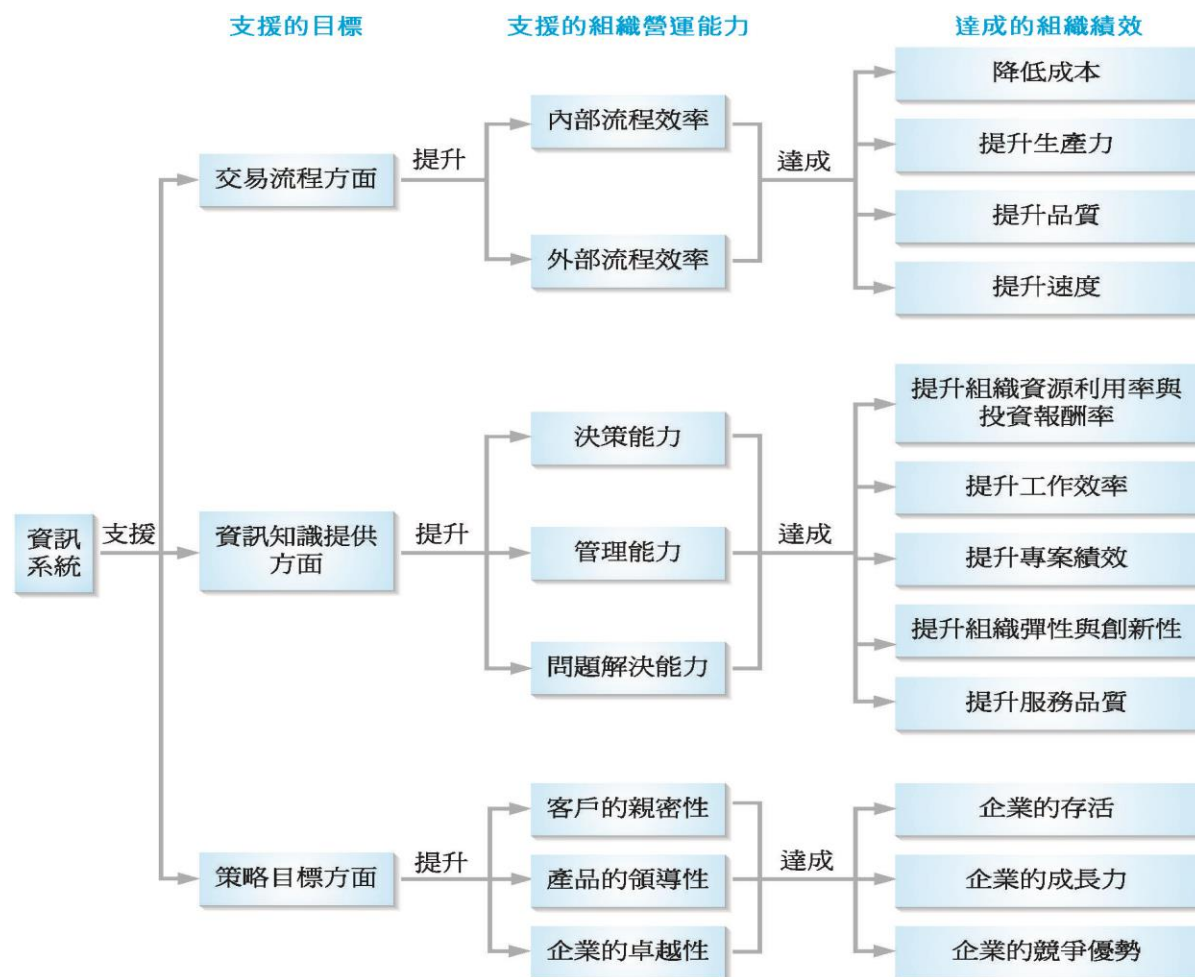 支援的目標
支援的組織營運能力
達成的組織績效
資訊
系統
支援
交易流程方面
提升
內部流程效率
外部流程效率
達成
降低成本
提升生產力
提升品質
提升速度
資訊知識提供
方面
提升
決策能力
管理能力
問題解決能力
達成
提升組織資源利用率與
投資報酬率
提升工作效率
提升專案績效
提升組織彈性與創新性
提升服務品質
策略目標方面
提升
客戶的親密性
產品的領導性
企業的卓越性
達成
企業的存活
企業的成長力
企業的競爭優勢